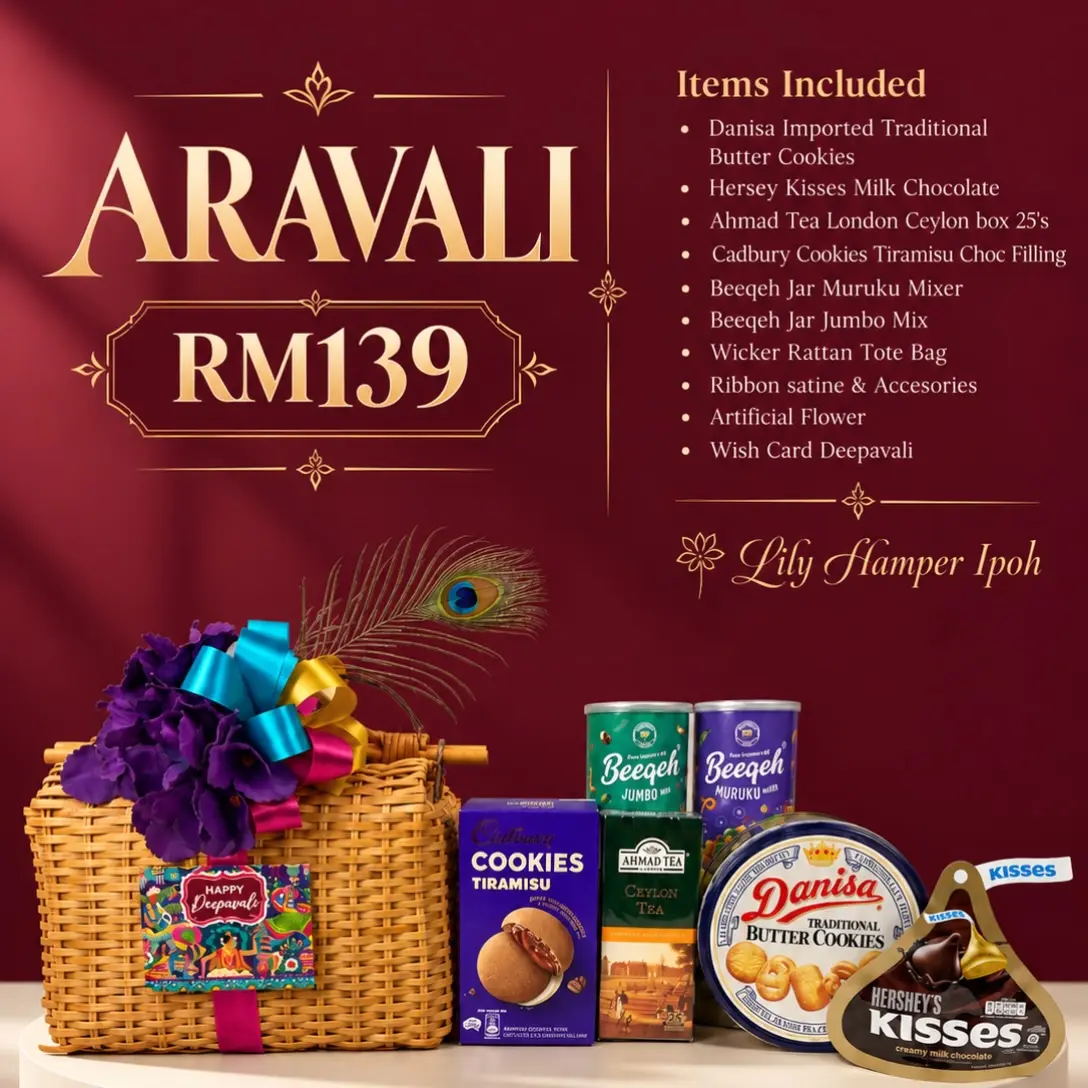 ARAVALI
RM139
Items Included
• Danisa Imported Traditional
Butter Cookies
• Hersey Kisses Milk Chocolate
• Ahmad Tea London Ceylon box 25's
• Cadbury Cookies Tiramisu Choc Filling
• Beeqeh Jar Muruku Mixer
• Beeqeh Jar Jumbo Mix
• Wicker Rattan Tote Bag
• Ribbon satine & Accesories
• Artificial Flower
• Wish Card Deepavali
Lily Hamper Ipoh
HAPPY
Deepavali
Cadbury
COOKIES
TIRAMISU
Beeqeh
JUMBO MIX
Beeqeh
MURUKU MIXER
AHMAD TEA
LONDON
CEYLON
TEA
25
Danisa
TRADITIONAL
BUTTER COOKIES
KISSES
KISSES
HERSHEY'S
KISSES
creamy milk chocolate